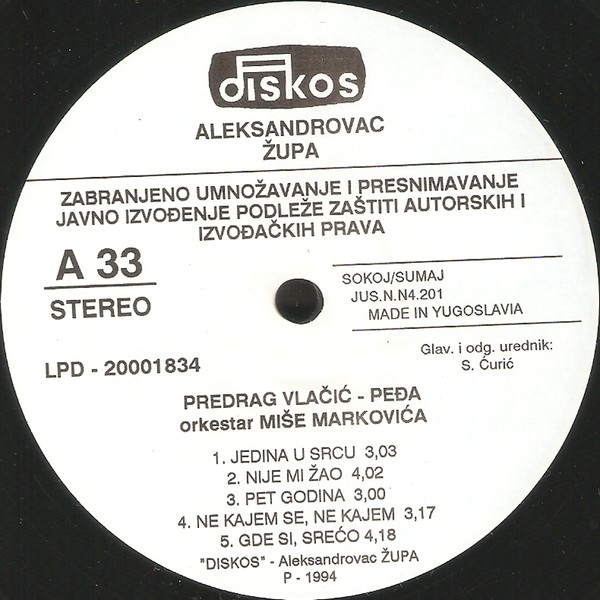 diskos
ALEKSANDROVAC
ŽUPA
ZABRANJENO UMNOŽAVANJE I PRESNIMAVANJE
JAVNO IZVOĐENJE PODLEŽE ZAŠTITI AUTORSKIH I
IZVOĐAČKIH PRAVA
A 33
STEREO
SOKOJ/SUMAJ
JUS.N.N4.201
MADE IN YUGOSLAVIA
LPD - 20001834
Glav. i odg. urednik:
S. Ćurić
PREDRAG VLAČIĆ - PEĐA
orkestar MIŠE MARKOVIĆA
1. JEDINA U SRCU 3,03
2. NIJE MI ŽAO 4,02
3. PET GODINA 3,00
4. NE KAJEM SE, NE KAJEM 3,17
5. GDE SI, SREĆO 4,18
"DISKOS" - Aleksandrovac ŽUPA
P - 1994